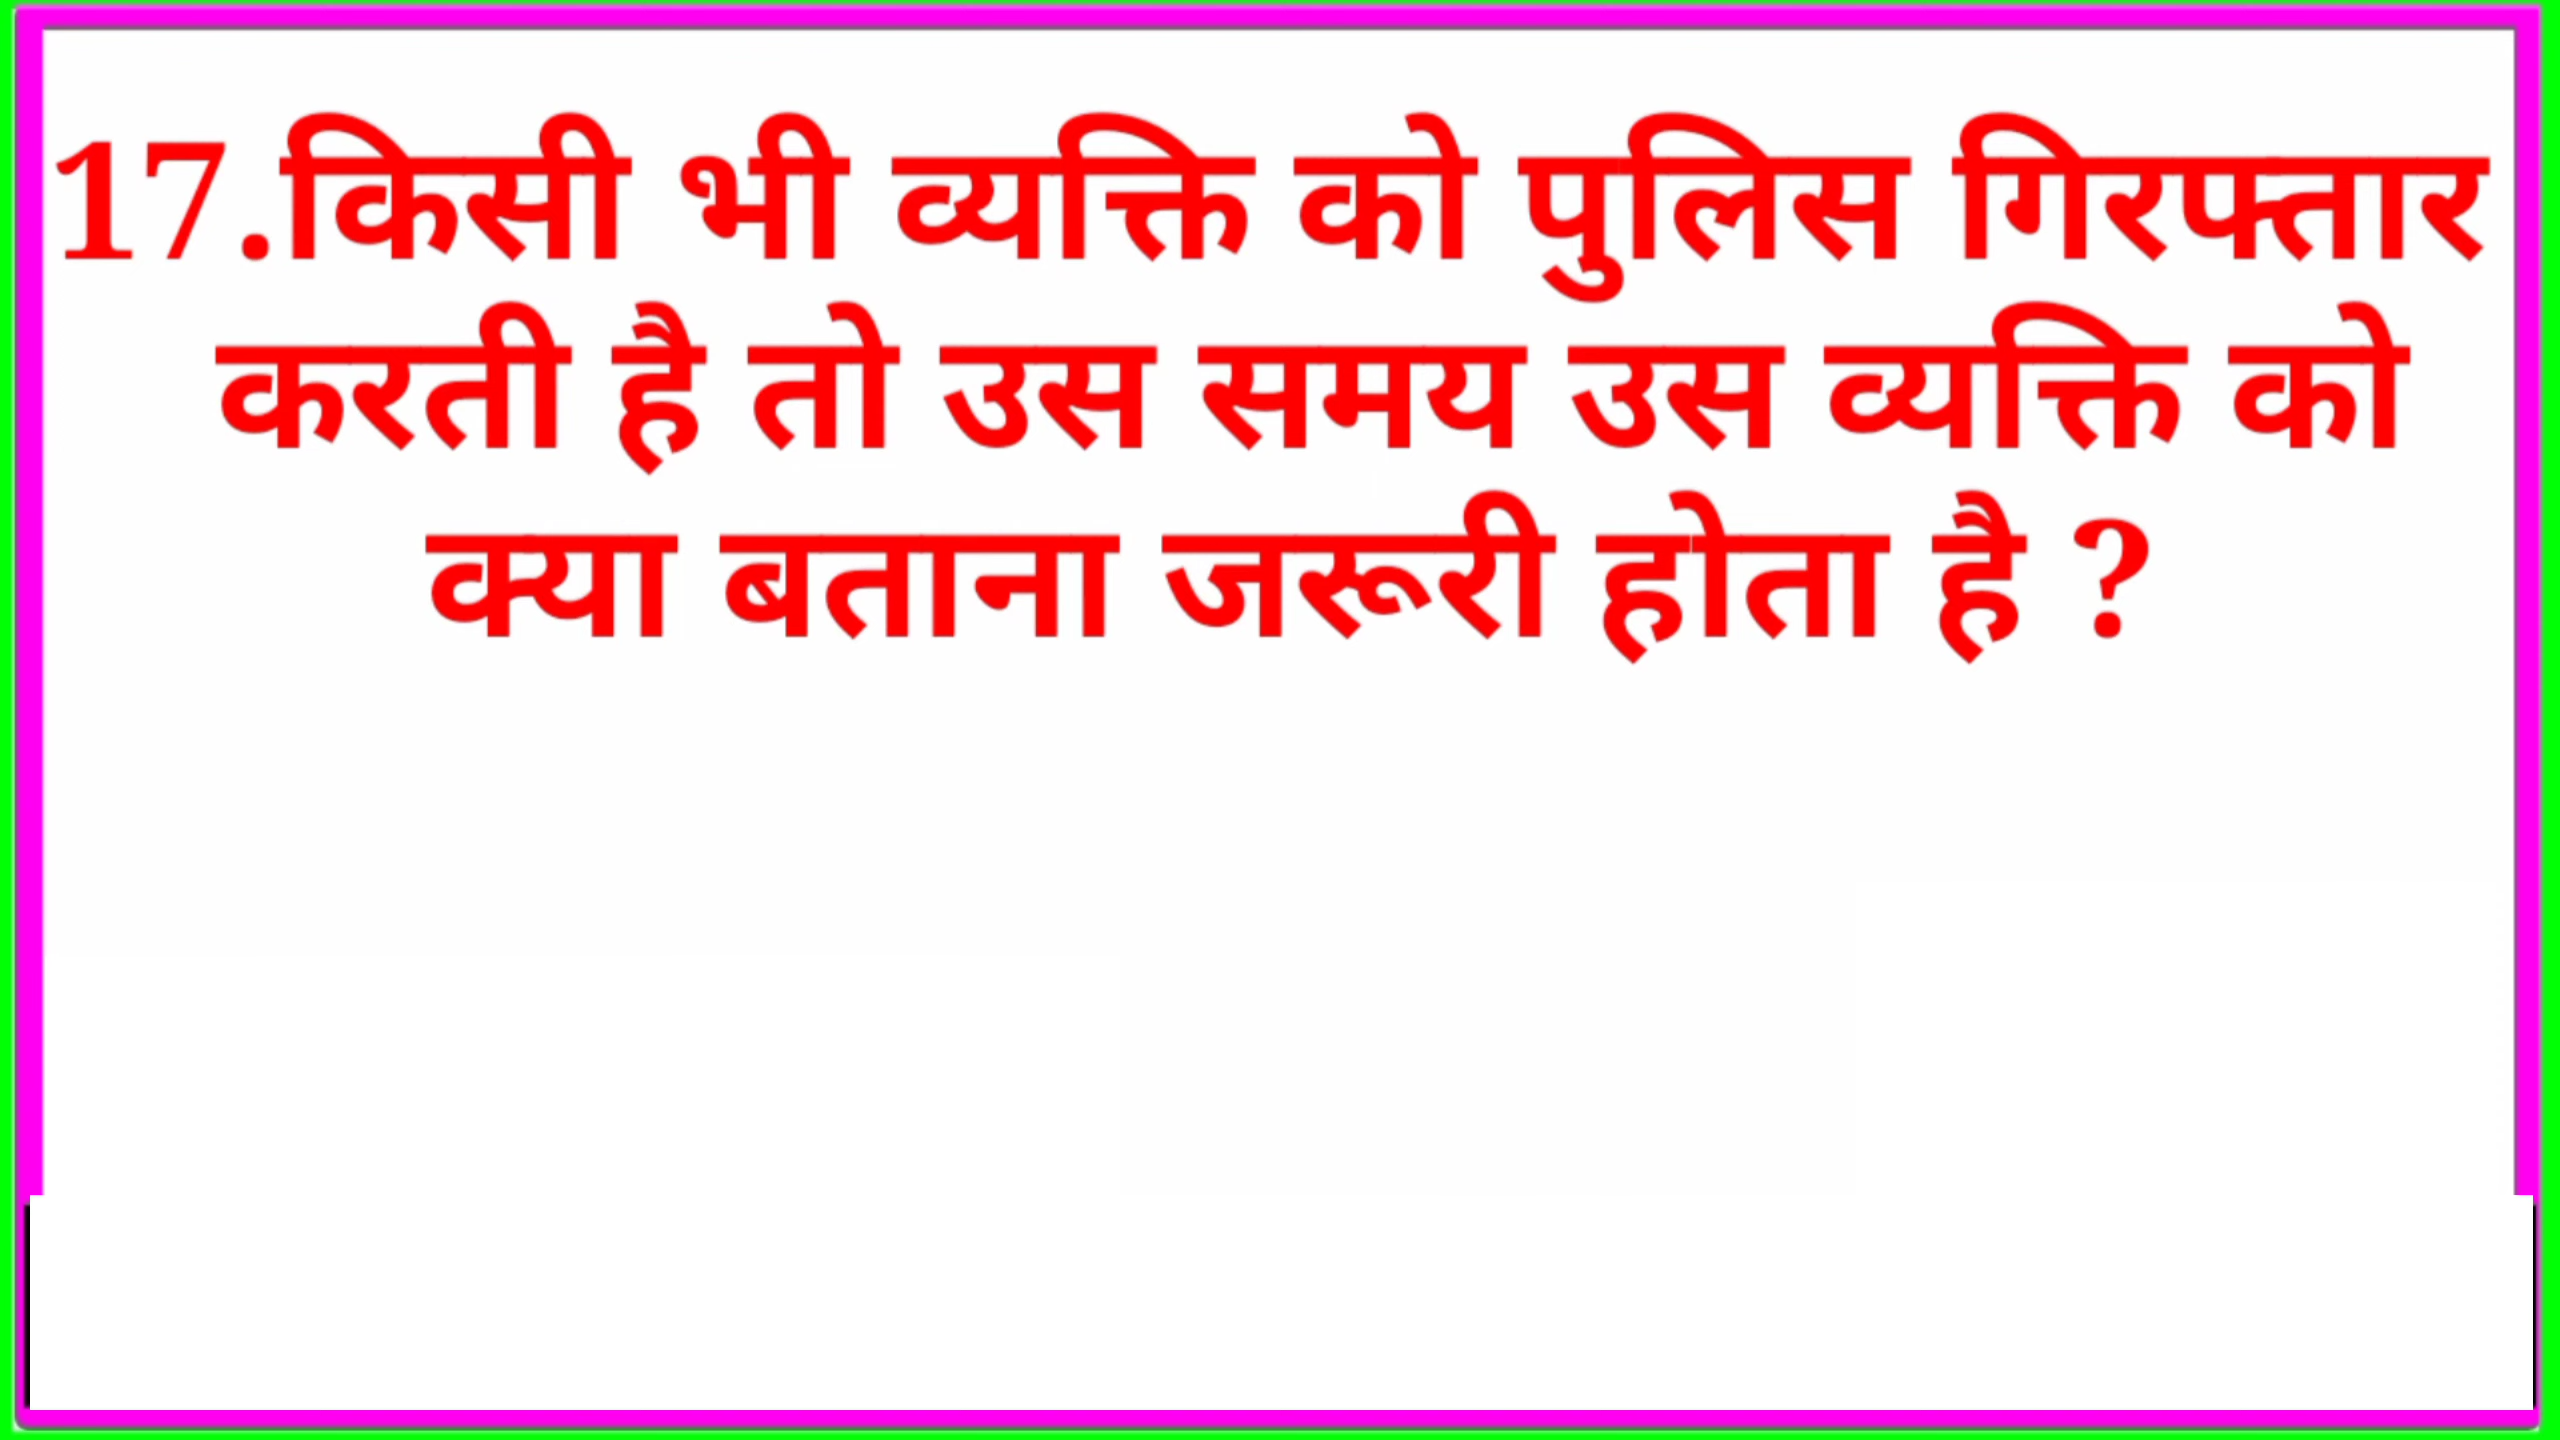 17.किसी भी व्यक्ति को पुलिस गिरफ्तार
करती है तो उस समय उस व्यक्ति को
क्या बताना जरूरी होता है ?